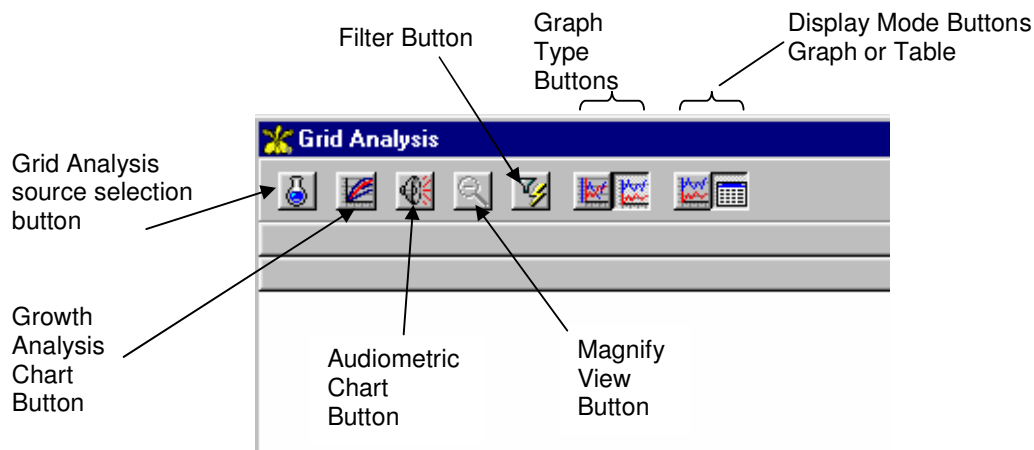 Filter Button
Graph
Type
Buttons
Display Mode Buttons
Graph or Table
Grid Analysis
Grid Analysis
source selection
button
Growth
Analysis
Chart
Button
Audiometric
Chart
Button
Magnify
View
Button